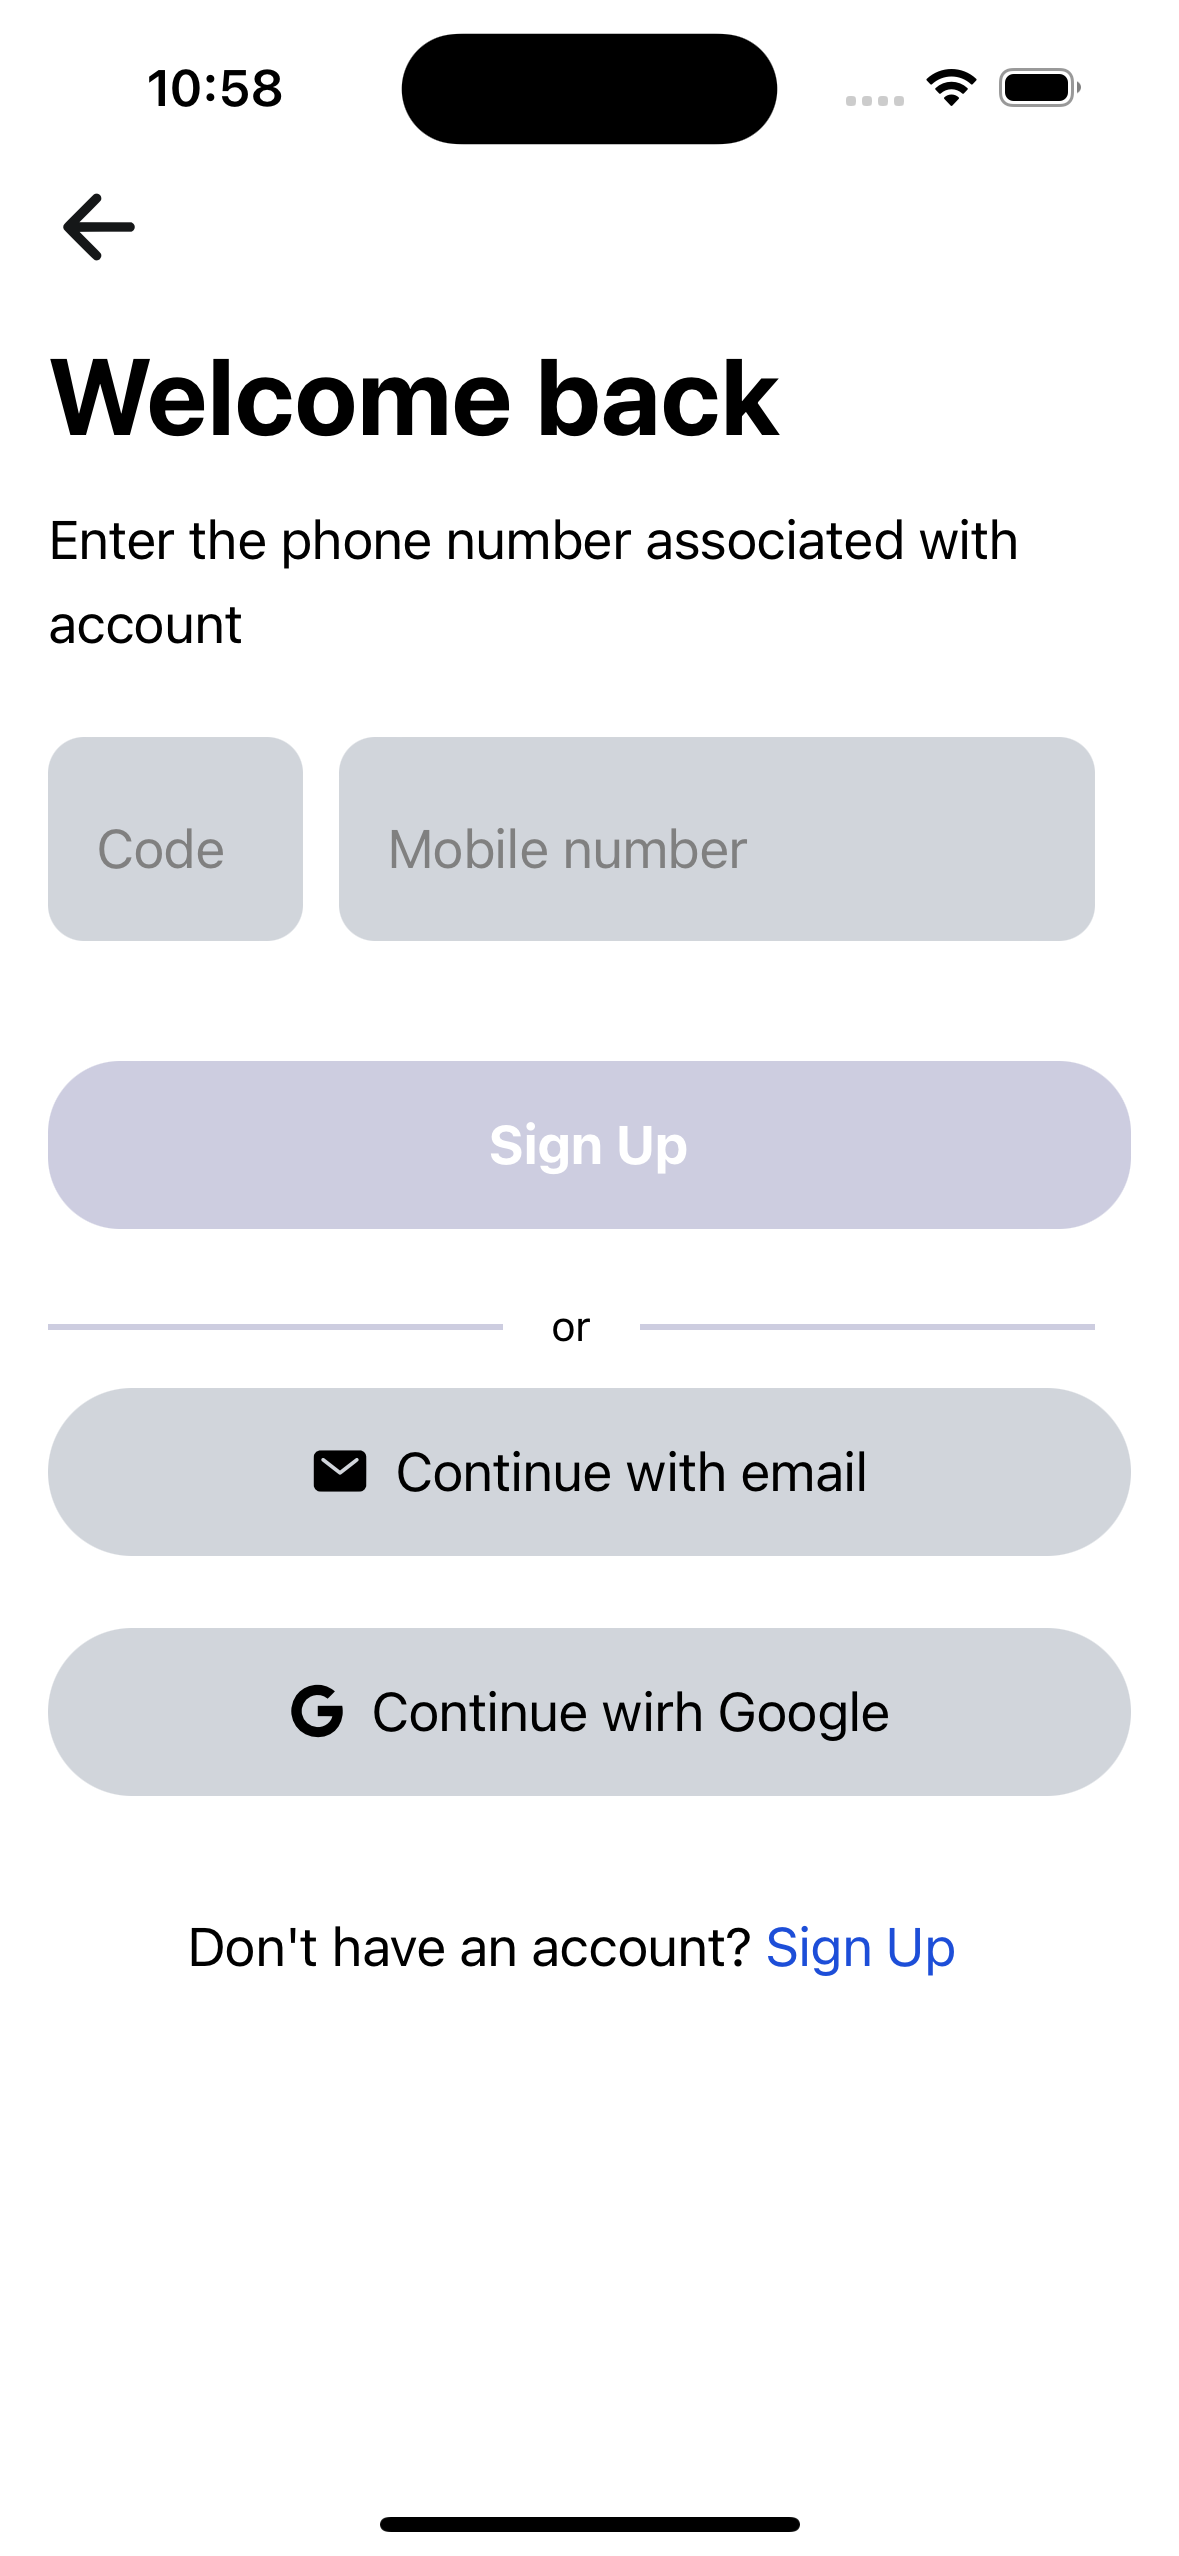 10:58
Welcome back
Enter the phone number associated with
account
Code
Mobile number
Sign Up
or
Continue with email
Continue wirh Google
Don't have an account? Sign Up